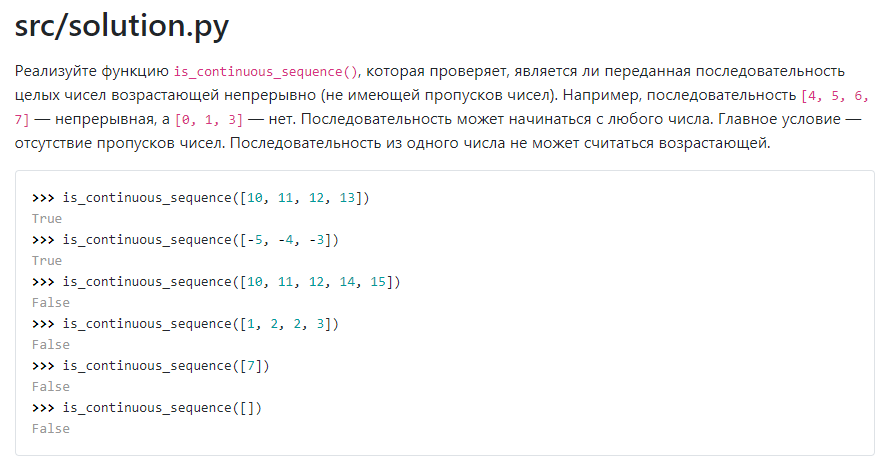 src/solution.py
Реализуйте функцию is_continuous_sequence(), которая проверяет, является ли переданная последовательность
целых чисел возрастающей непрерывно (не имеющей пропусков чисел). Например, последовательность [4, 5, 6,
7] — непрерывная, а [0, 1, 3] — нет. Последовательность может начинаться с любого числа. Главное условие —
отсутствие пропусков чисел. Последовательность из одного числа не может считаться возрастающей.
>>> is_continuous_sequence([10, 11, 12, 13])
True
>>> is_continuous_sequence([-5, -4, -3])
True
>>> is_continuous_sequence([10, 11, 12, 14, 15])
False
>>> is_continuous_sequence([1, 2, 2, 3])
False
>>> is_continuous_sequence([7])
False
>>> is_continuous_sequence([])
False